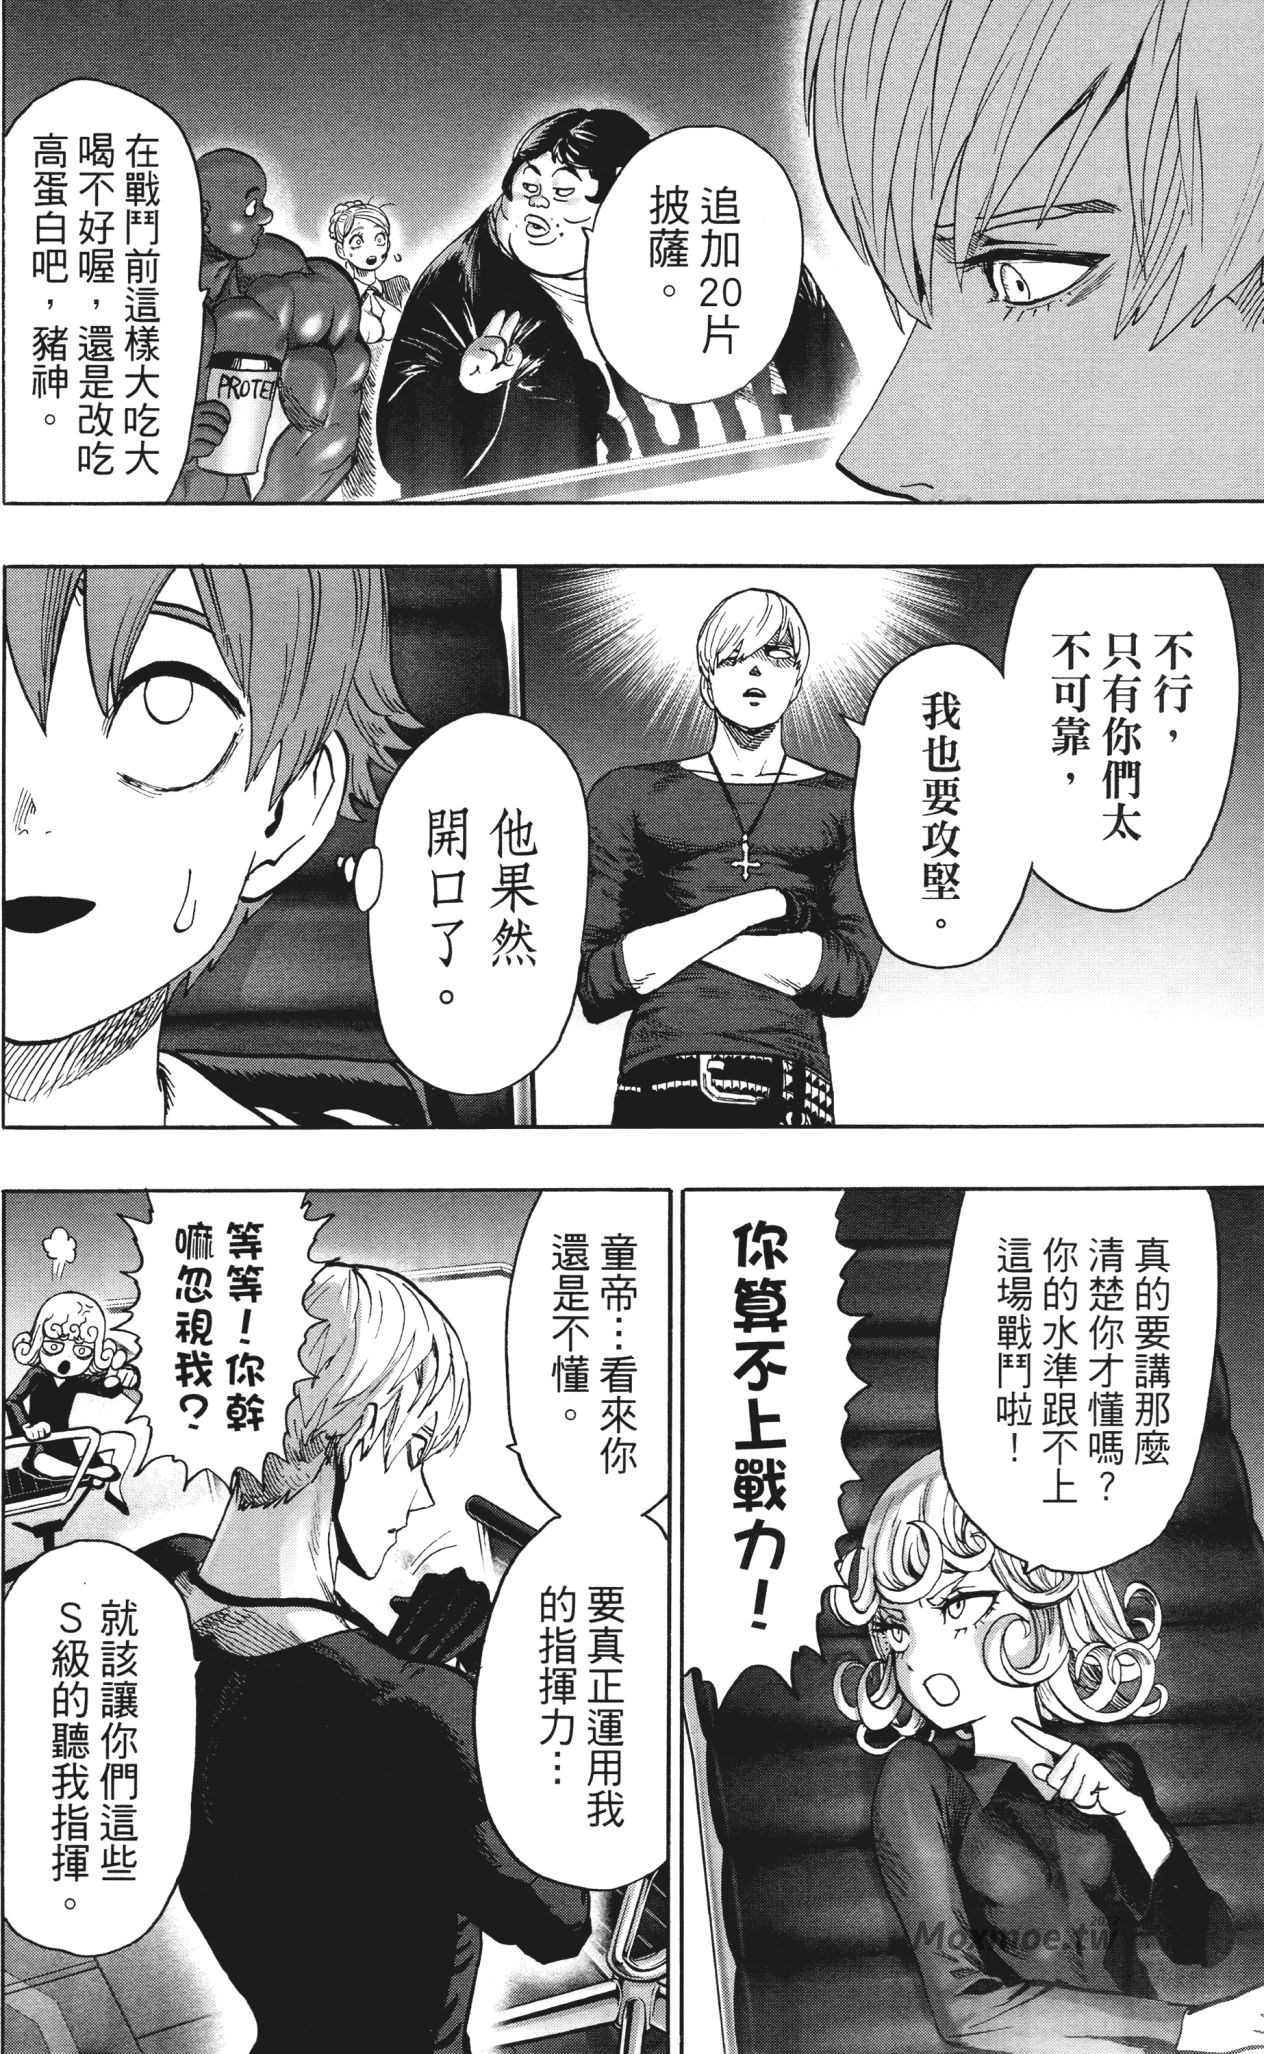 追加20片
披薩。
在戰鬥前這樣大吃大
喝不好喔，還是改吃
高蛋白吧，豬神。
PROTEI
不行，
只有你們太
不可靠，
我也要攻堅。
他果然
開口了。
真的要講那麼
清楚你才懂嗎？
你的水準跟不上
這場戰鬥啦！
你算不上戰力！
童帝…看來你
還是不懂。
要真正運用我
的指揮力…
等等！你幹
嘛忽視我？
就該讓你們這些
S級的聽我指揮。
2022
Moxmoe.tw